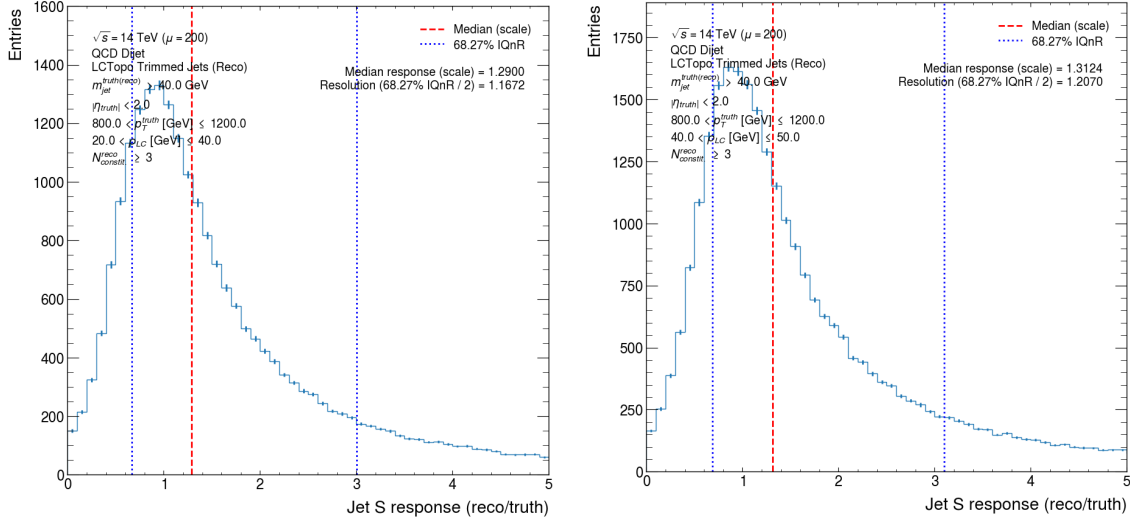 1600
1400
1200
1000
800
600
400
200
0
Entries
√s = 14 TeV (μ = 200)
QCD Dijet
LCTopo Trimmed Jets (Reco)
m_jet^truth(reco) > 40.0 GeV
|η_truth| < 2.0
800.0 < p_T^truth [GeV] ≤ 1200.0
20.0 < p_LC [GeV] ≤ 40.0
N_constit^reco ≥ 3
Median (scale)
68.27% IQnR
Median response (scale) = 1.2900
Resolution (68.27% IQnR / 2) = 1.1672
0 1 2 3 4 5
Jet S response (reco/truth)
1750
1500
1250
1000
750
500
250
0
Entries
√s = 14 TeV (μ = 200)
QCD Dijet
LCTopo Trimmed Jets (Reco)
m_jet^truth(reco) > 40.0 GeV
|η_truth| < 2.0
800.0 < p_T^truth [GeV] ≤ 1200.0
40.0 < p_LC [GeV] ≤ 50.0
N_constit^reco ≥ 3
Median (scale)
68.27% IQnR
Median response (scale) = 1.3124
Resolution (68.27% IQnR / 2) = 1.2070
0 1 2 3 4 5
Jet S response (reco/truth)